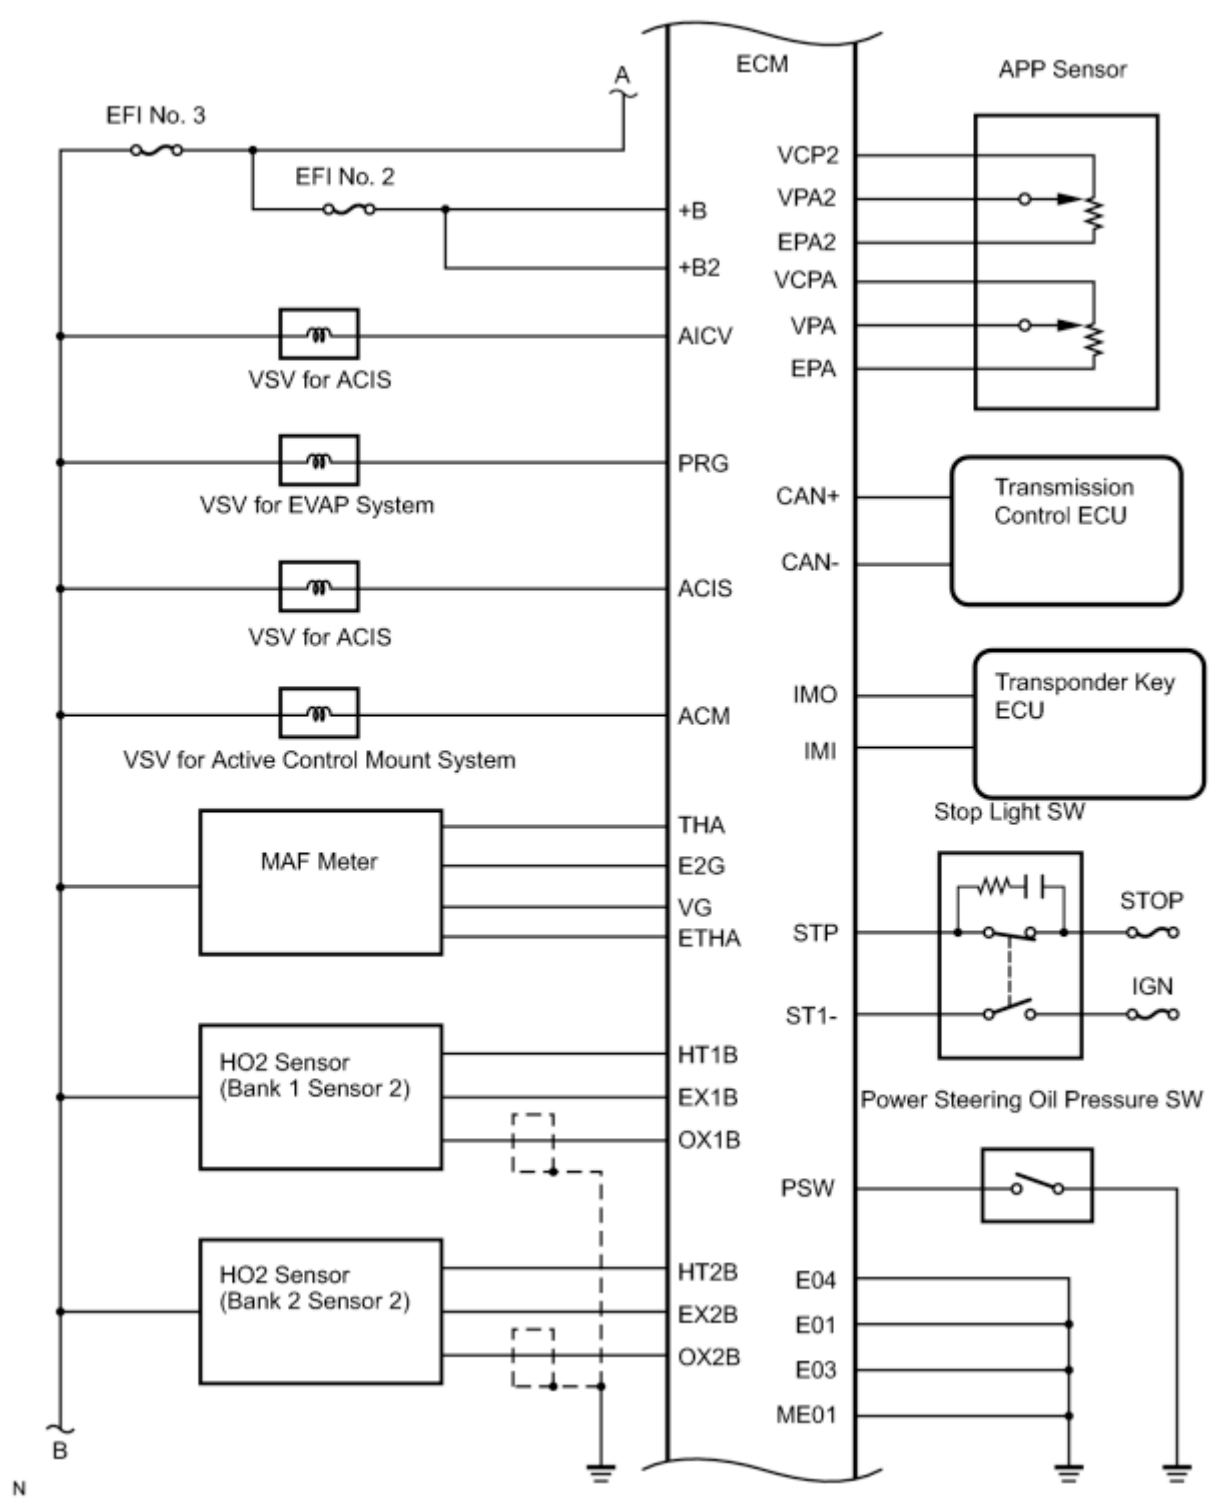 A
ECM
APP Sensor
EFI No. 3
EFI No. 2
+B
+B2
AICV
VSV for ACIS
PRG
VSV for EVAP System
ACIS
VSV for ACIS
ACM
VSV for Active Control Mount System
MAF Meter
THA
E2G
VG
ETHA
HO2 Sensor
(Bank 1 Sensor 2)
HT1B
EX1B
OX1B
HO2 Sensor
(Bank 2 Sensor 2)
HT2B
EX2B
OX2B
B
N
VCP2
VPA2
EPA2
VCPA
VPA
EPA
CAN+
CAN-
Transmission
Control ECU
IMO
IMI
Transponder Key
ECU
Stop Light SW
STP
STOP
ST1-
IGN
Power Steering Oil Pressure SW
PSW
E04
E01
E03
ME01